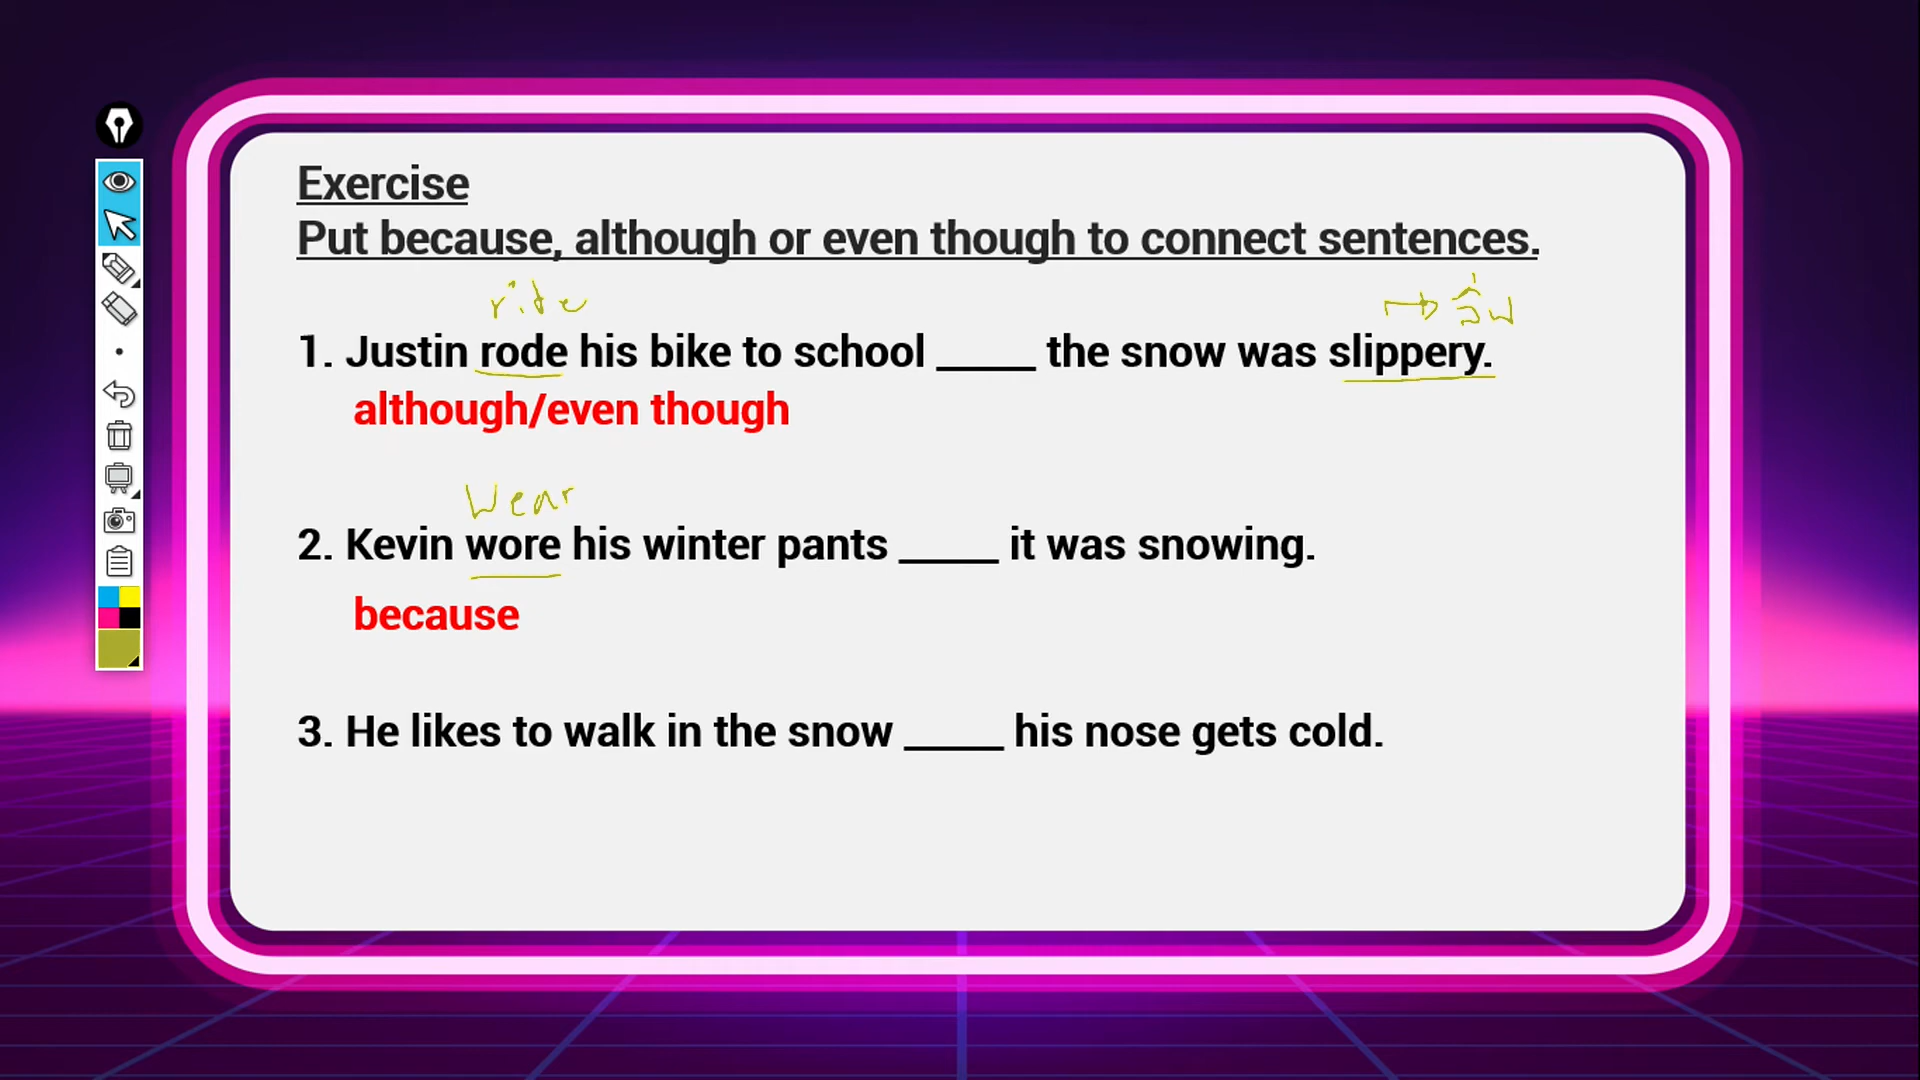 Exercise
Put because, although or even though to connect sentences.
ride
1. Justin rode his bike to school _____ the snow was slippery.
although/even though
Wear
2. Kevin wore his winter pants _____ it was snowing.
because
3. He likes to walk in the snow _____ his nose gets cold.